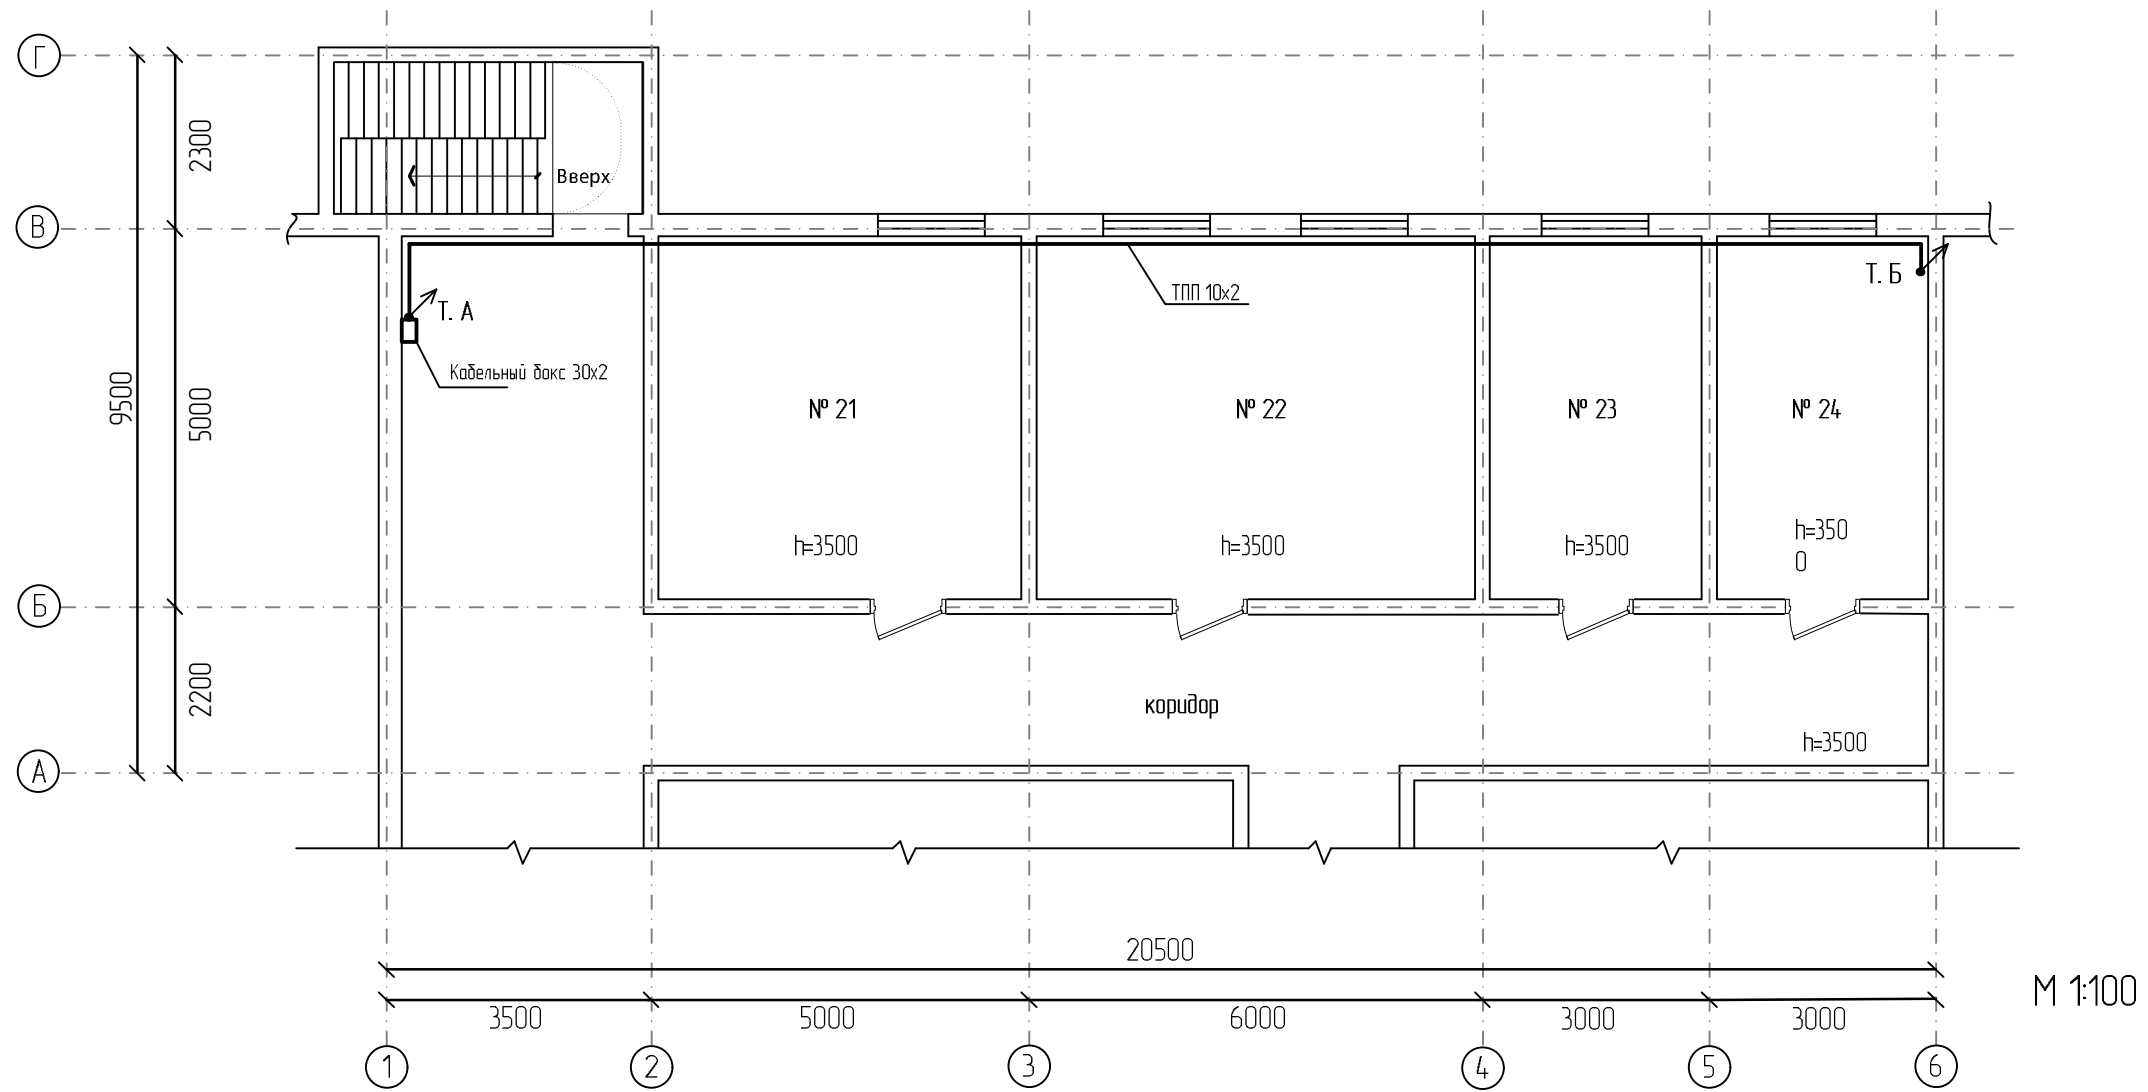 Г
2300
Вверх
В
Т. Б
ТПП 10х2
Т. А
Кабельный бокс 30х2
9500
5000
№ 21
№ 22
№ 23
№ 24
h=3500
h=3500
h=3500
h=350
0
Б
2200
коридор
h=3500
А
20500
М 1:100
3500
5000
6000
3000
3000
1
2
3
4
5
6